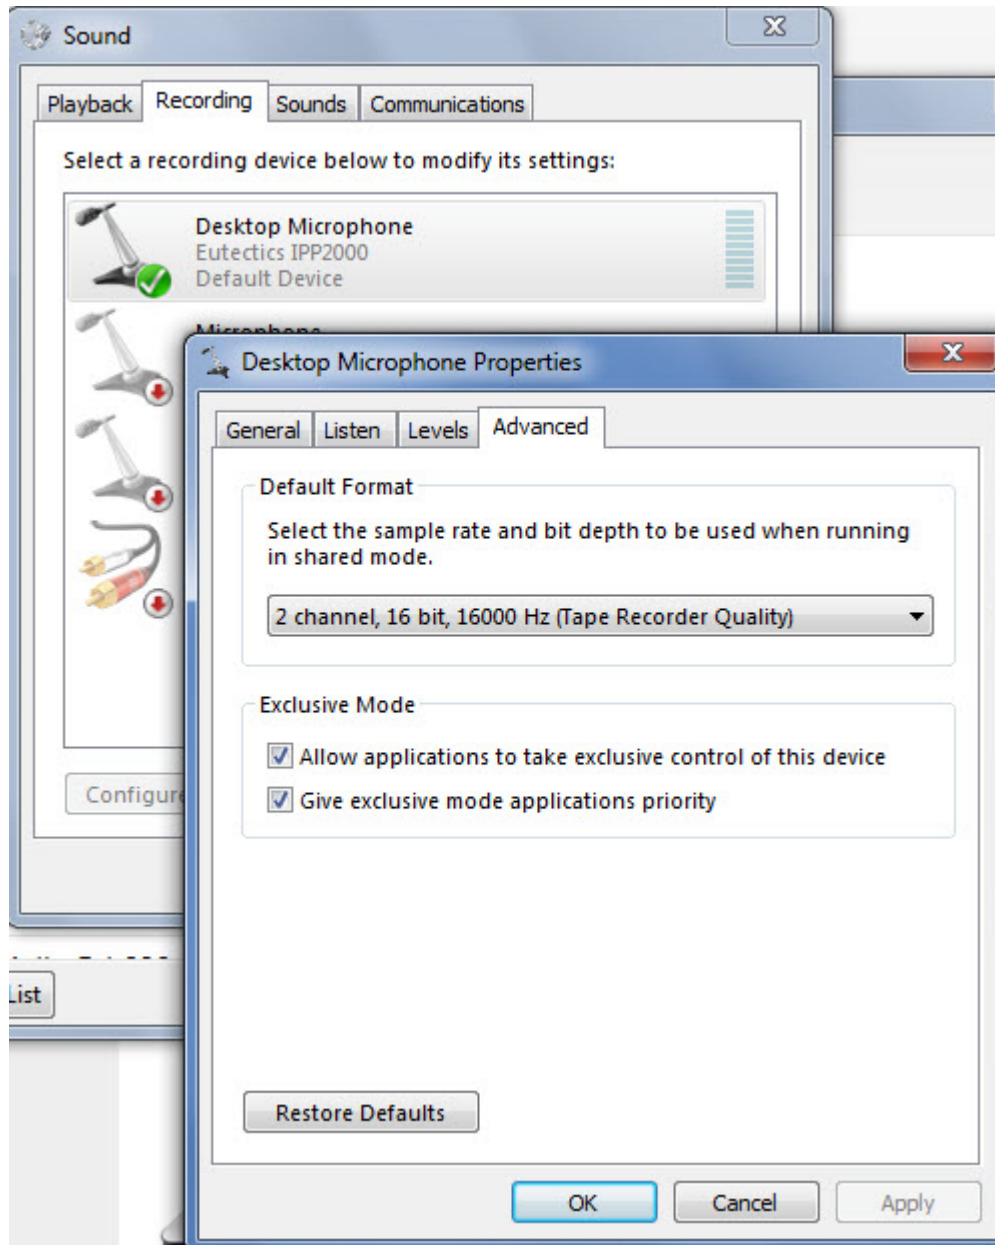 Sound
Playback Recording Sounds Communications
Select a recording device below to modify its settings:
Desktop Microphone
Eutectics IPP2000
Default Device
Microphone
Desktop Microphone Properties
General Listen Levels Advanced
Default Format
Select the sample rate and bit depth to be used when running
in shared mode.
2 channel, 16 bit, 16000 Hz (Tape Recorder Quality)
Exclusive Mode
Allow applications to take exclusive control of this device
Configure
Give exclusive mode applications priority
List
Restore Defaults
OK Cancel Apply